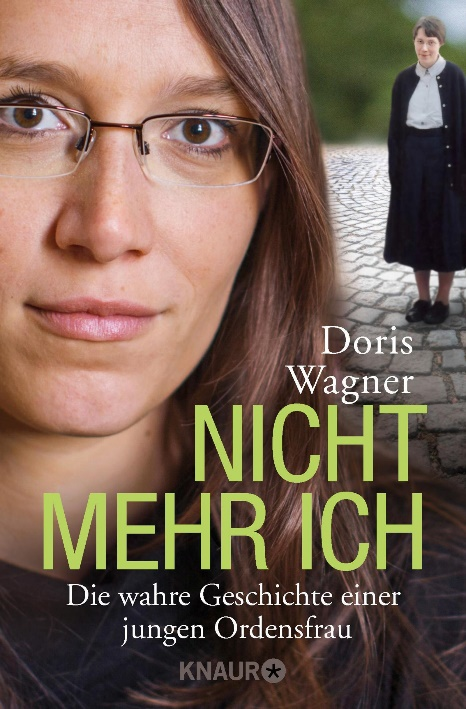 Doris
Wagner
NICHT
MEHR ICH
Die wahre Geschichte einer
jungen Ordensfrau
KNAUR